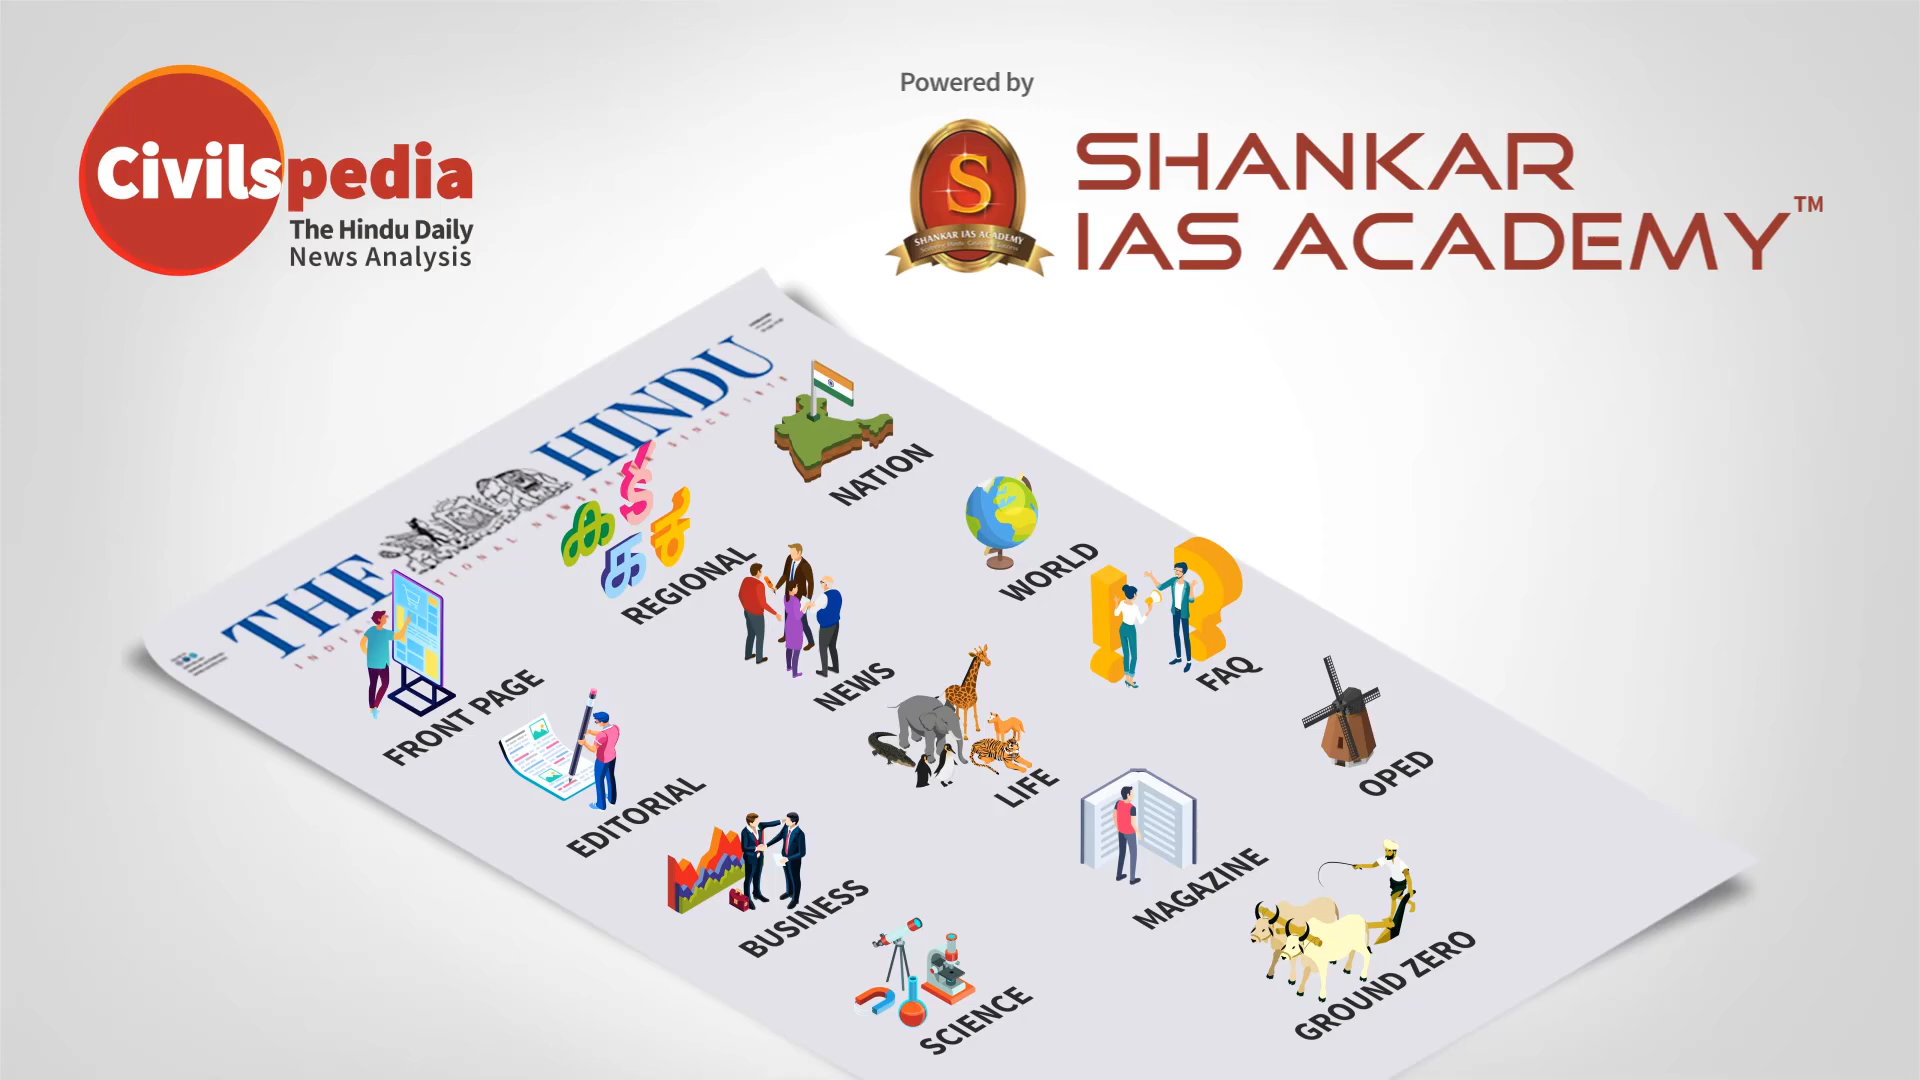 Powered by
Civilspedia
The Hindu Daily
News Analysis
S
SHANKAR IAS ACADEMY
SHANKAR
IAS ACADEMY™
THE HINDU
NATION
REGIONAL
WORLD
FRONT PAGE
NEWS
FAQ
EDITORIAL
LIFE
OPED
BUSINESS
MAGAZINE
SCIENCE
GROUND ZERO